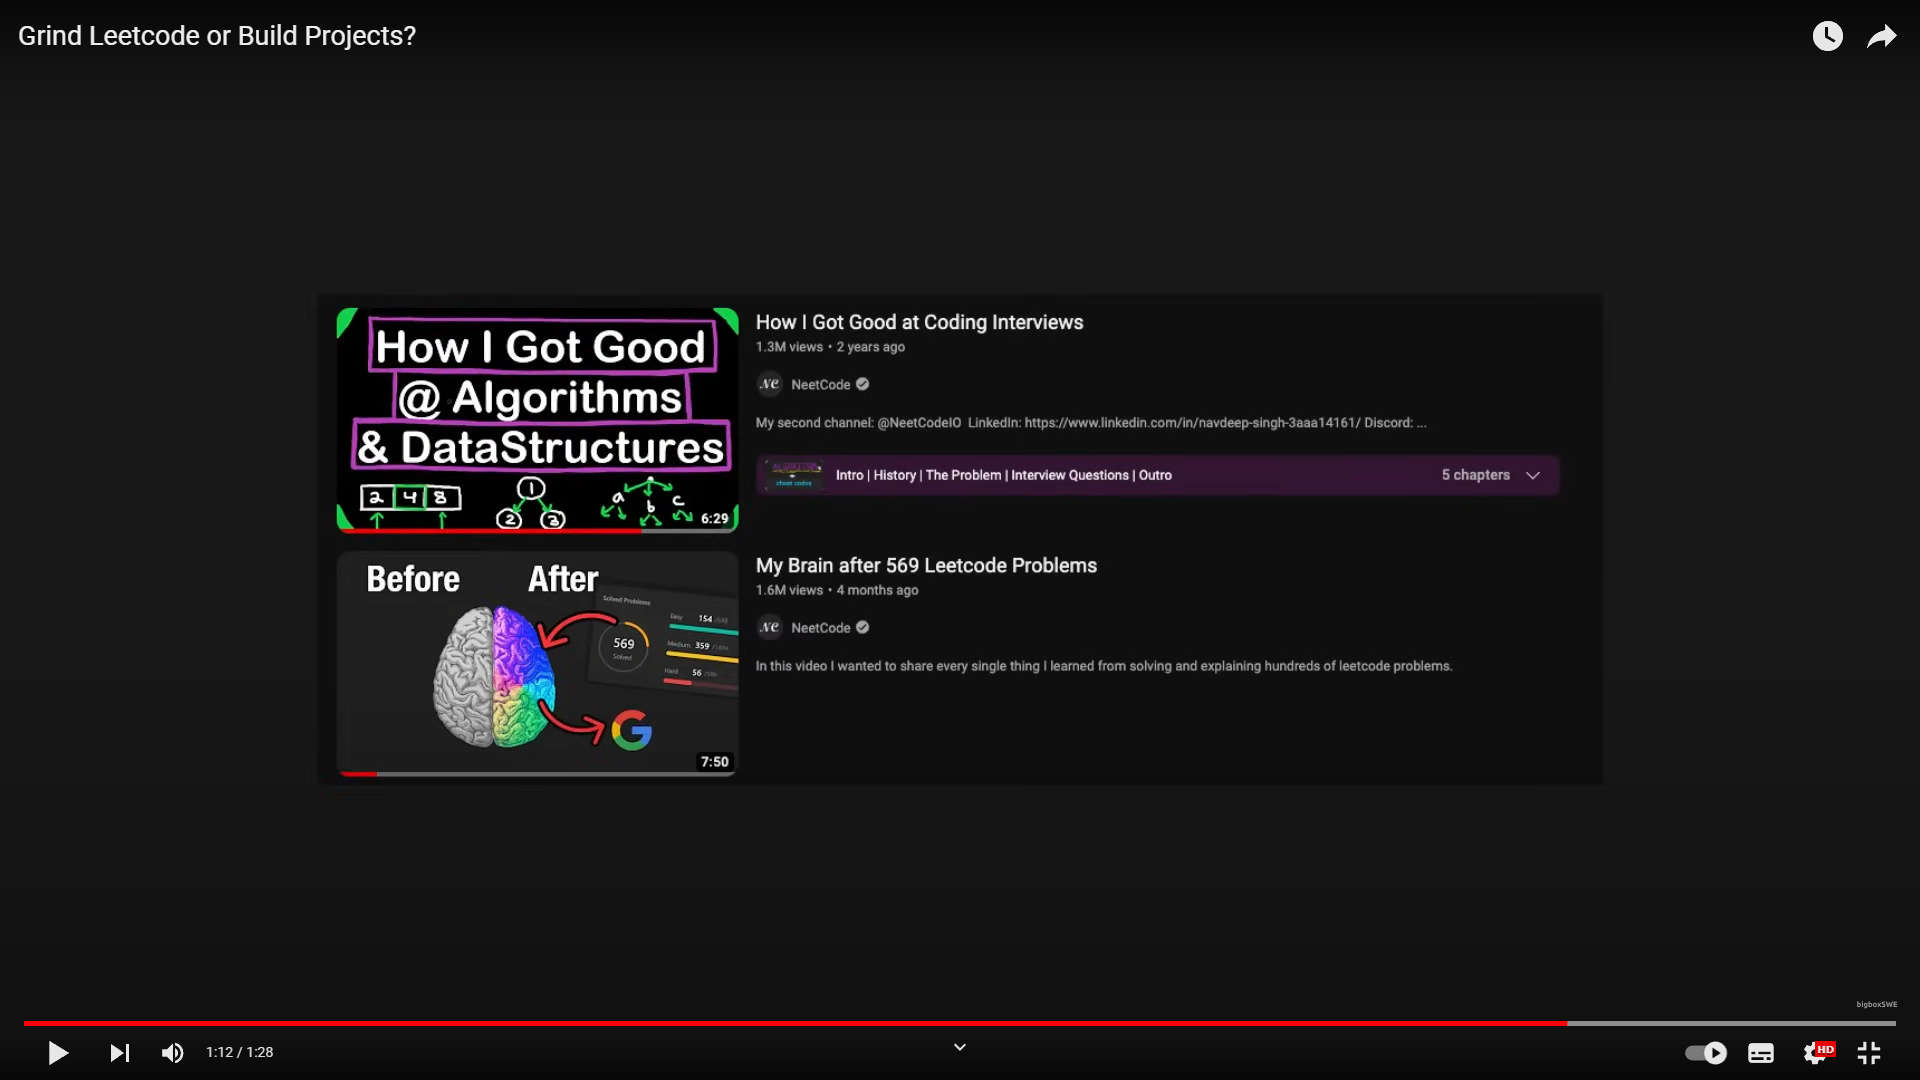 Grind Leetcode or Build Projects?
How I Got Good
@ Algorithms
& DataStructures
2 4 8
1
2 3
a b c
6:29
How I Got Good at Coding Interviews
1.3M views • 2 years ago
NC NeetCode
My second channel: @NeetCodeIO LinkedIn: https://www.linkedin.com/in/navdeep-singh-3aaa14161/ Discord: ...
Intro | History | The Problem | Interview Questions | Outro
5 chapters
Before After
Solved Problems
569
Solved
Easy 154
Medium 359
Hard 56
7:50
My Brain after 569 Leetcode Problems
1.6M views • 4 months ago
NC NeetCode
In this video I wanted to share every single thing I learned from solving and explaining hundreds of leetcode problems.
bigboxSWE
1:12 / 1:28
HD